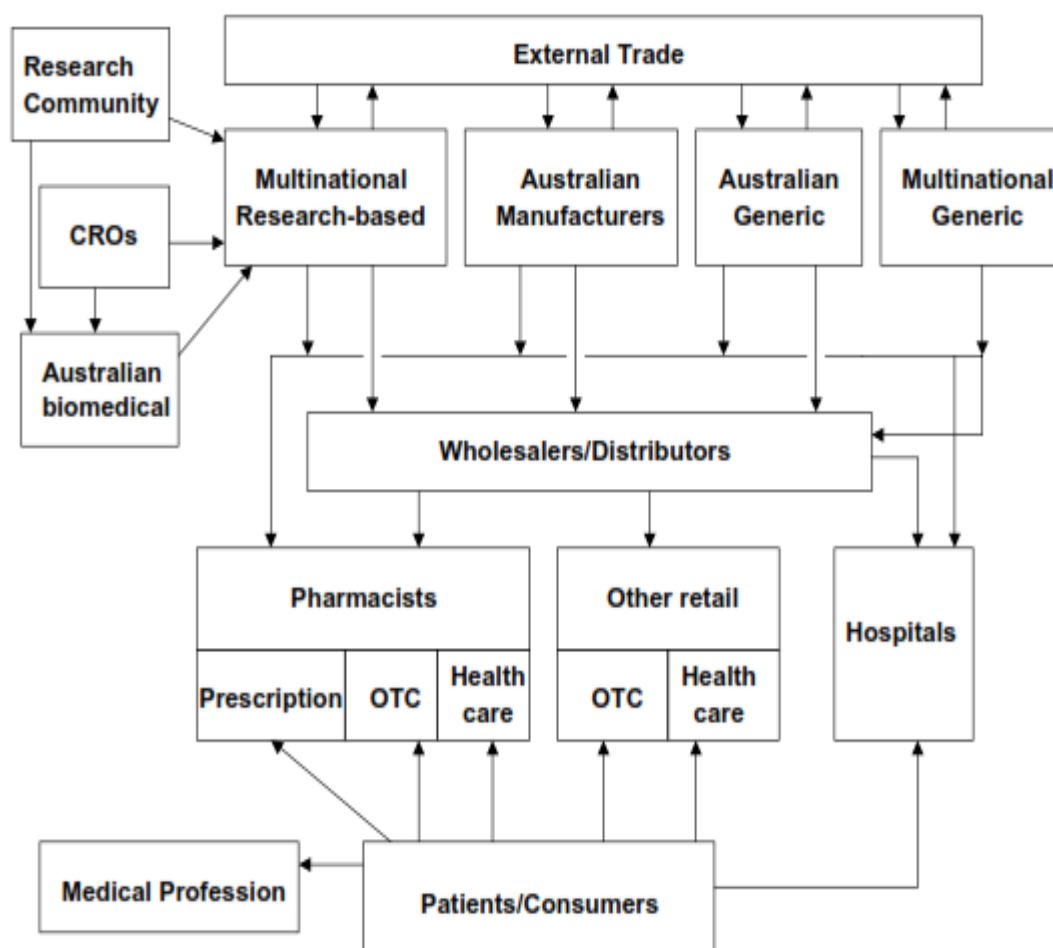 External Trade
Research
Community
Multinational
Research-based
Australian
Manufacturers
Australian
Generic
Multinational
Generic
CROs
Australian
biomedical
Wholesalers/Distributors
Pharmacists
Other retail
Hospitals
Prescription
OTC
Health
care
OTC
Health
care
Medical Profession
Patients/Consumers